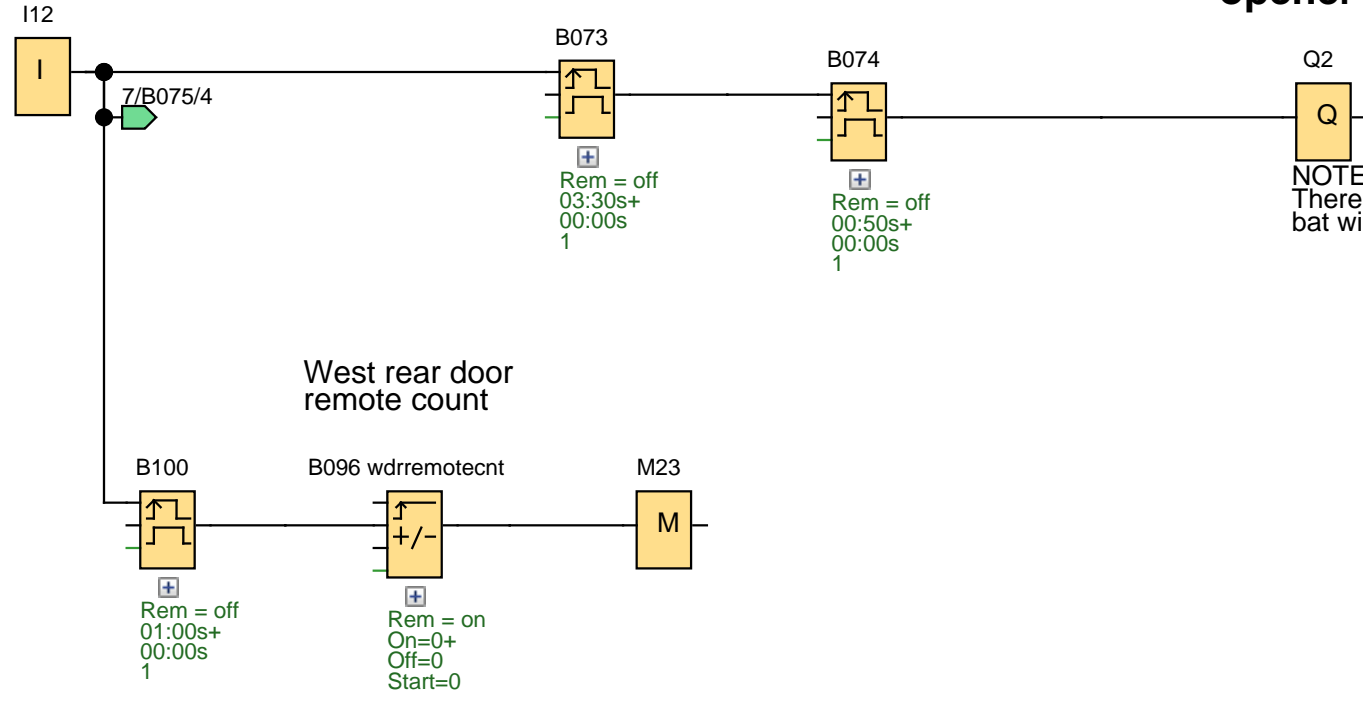 opener
I12
I
7/B075/4
B073
Rem = off
03:30s+
00:00s
1
B074
Rem = off
00:50s+
00:00s
1
Q2
Q
NOTE
There
bat wi
West rear door
remote count
B100
Rem = off
01:00s+
00:00s
1
B096 wdrremotecnt
+/-
Rem = on
On=0+
Off=0
Start=0
M23
M